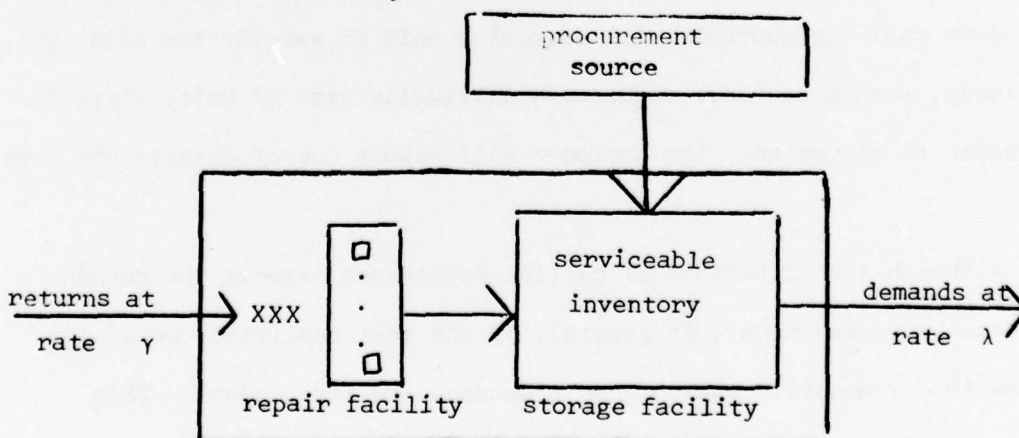 procurement
source
serviceable
inventory
returns at
rate γ
XXX
demands at
rate λ
repair facility
storage facility